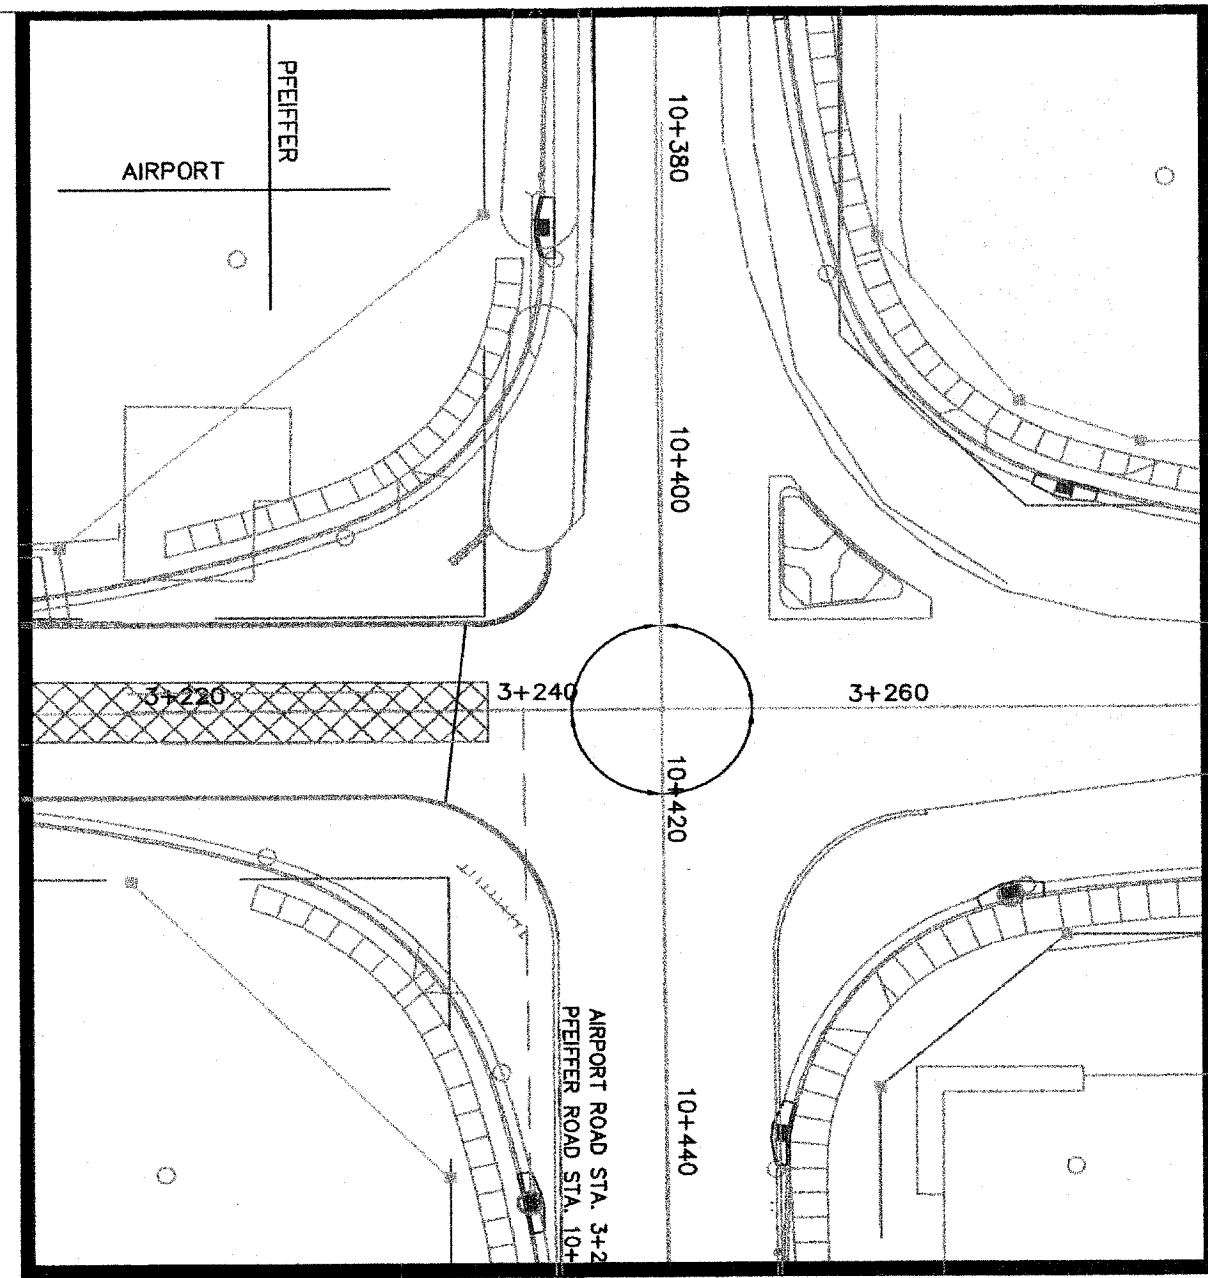 PFEIFFER
AIRPORT
10+380
10+400
3+220
3+240
3+260
10+420
AIRPORT ROAD STA. 3+2
PFEIFFER ROAD STA. 10+
10+440